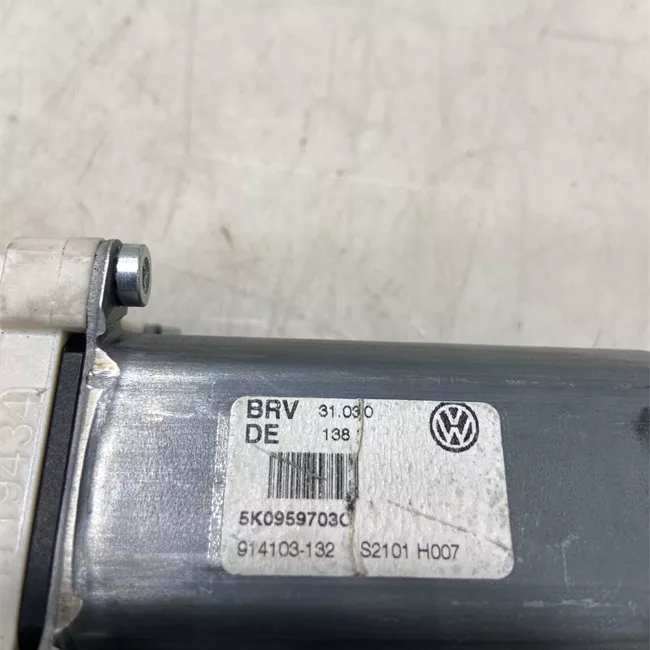 BRV 31.030
DE 138
5K0959703C
914103-132 S2101 H007